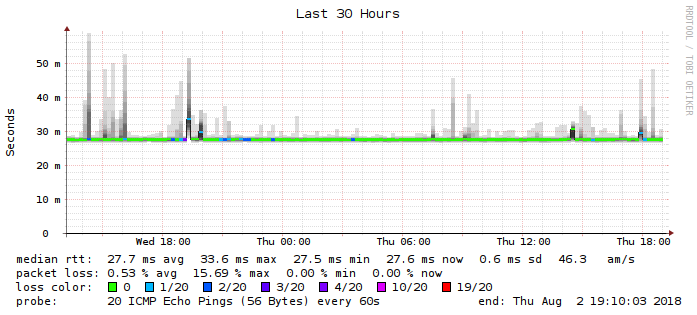 Last 30 Hours
RRDTOOL / TOBI OETIKER
Seconds
50 m
40 m
30 m
20 m
10 m
0
Wed 18:00 Thu 00:00 Thu 06:00 Thu 12:00 Thu 18:00
median rtt: 27.7 ms avg 33.6 ms max 27.5 ms min 27.6 ms now 0.6 ms sd 46.3 am/s
packet loss: 0.53 % avg 15.69 % max 0.00 % min 0.00 % now
loss color: 0 1/20 2/20 3/20 4/20 10/20 19/20
probe: 20 ICMP Echo Pings (56 Bytes) every 60s end: Thu Aug 2 19:10:03 2018